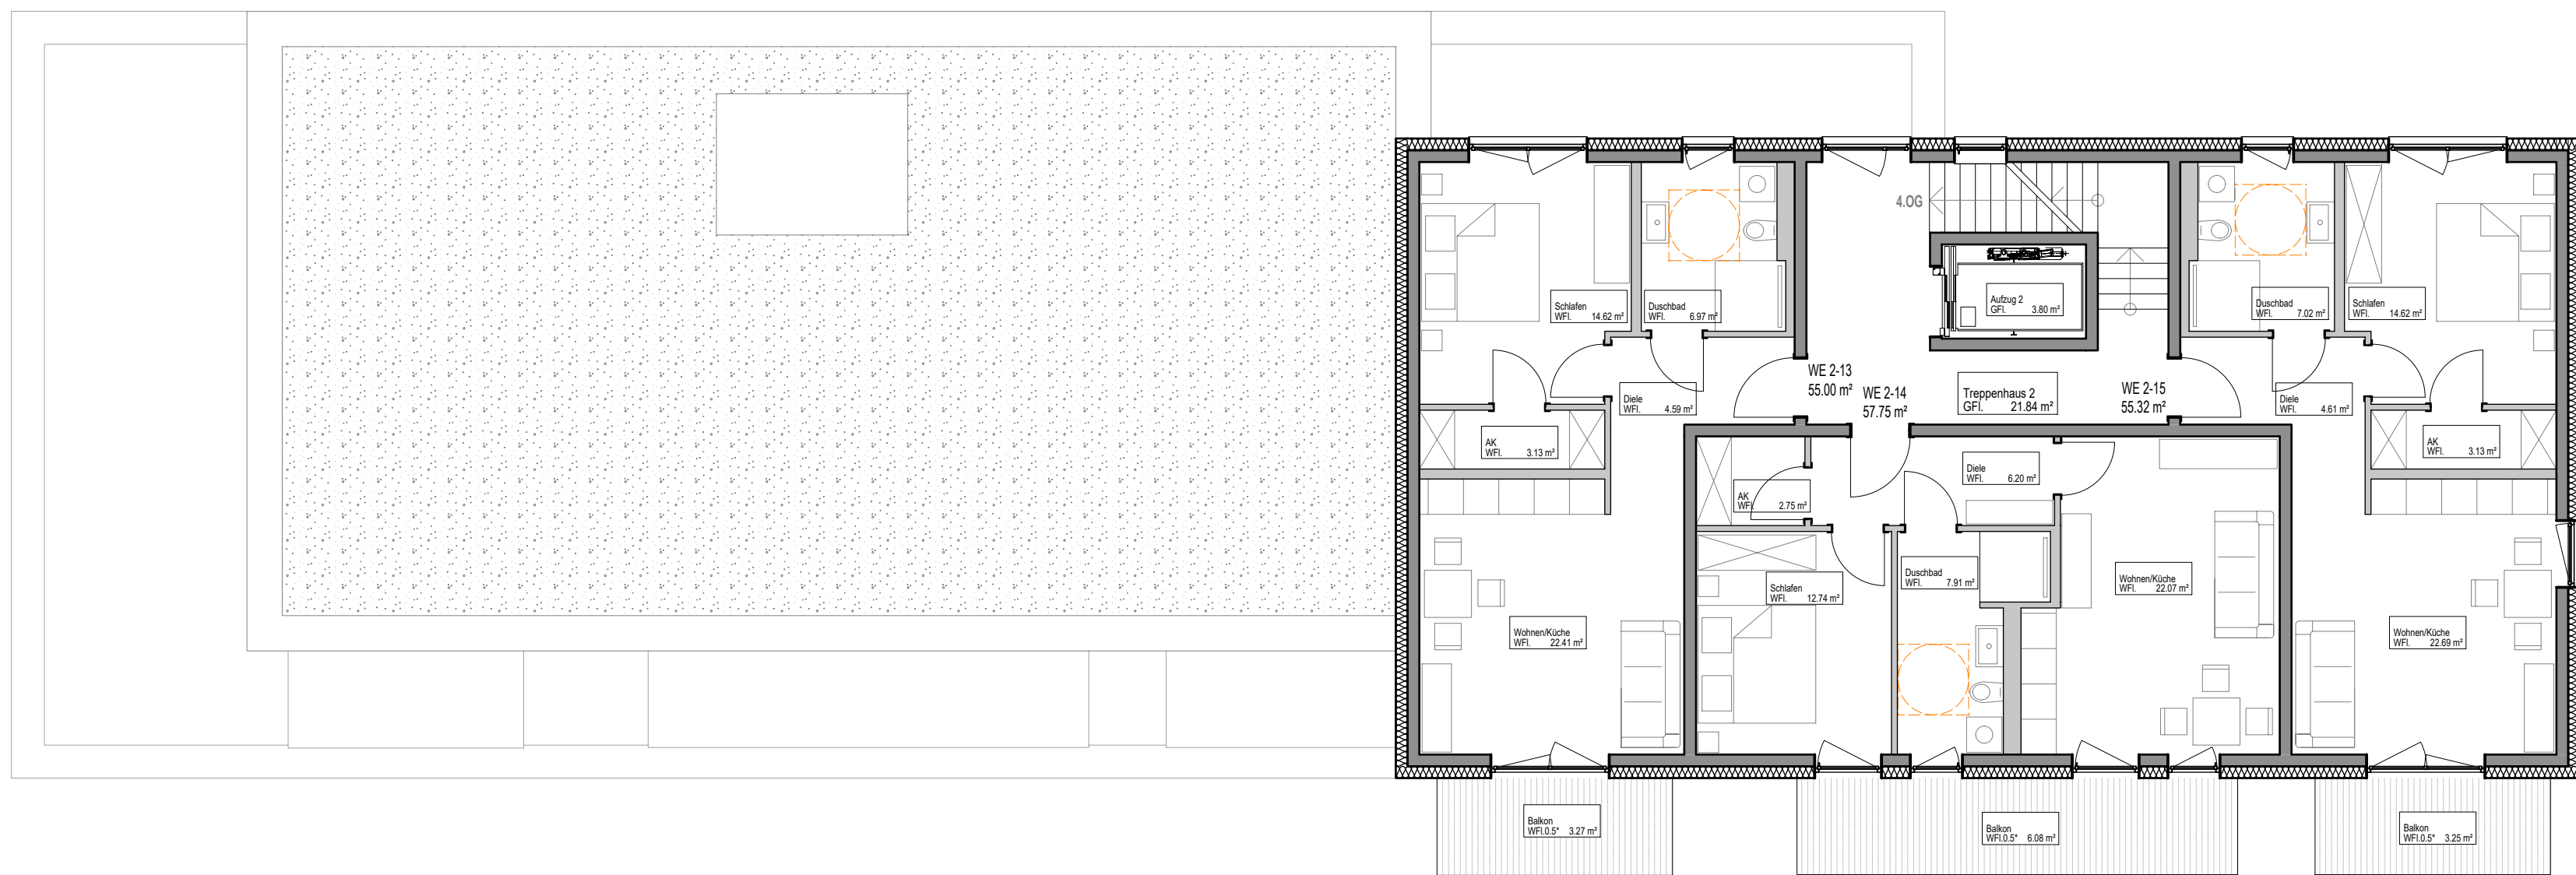 4.OG
Aufzug 2
GFl. 3.80 m²
Schlafen
WFl. 14.62 m²
Duschbad
WFl. 6.97 m²
Duschbad
WFl. 7.02 m²
Schlafen
WFl. 14.62 m²
WE 2-13
55.00 m²
WE 2-14
57.75 m²
Treppenhaus 2
GFl. 21.84 m²
WE 2-15
55.32 m²
Diele
WFl. 4.59 m²
Diele
WFl. 4.61 m²
AK
WFl. 3.13 m²
AK
WFl. 3.13 m²
Diele
WFl. 6.20 m²
AK
WFl. 2.75 m²
Schlafen
WFl. 12.74 m²
Duschbad
WFl. 7.91 m²
Wohnen/Küche
WFl. 22.07 m²
Wohnen/Küche
WFl. 22.41 m²
Wohnen/Küche
WFl. 22.69 m²
Balkon
WFl.0.5* 3.27 m²
Balkon
WFl.0.5* 6.08 m²
Balkon
WFl.0.5* 3.25 m²